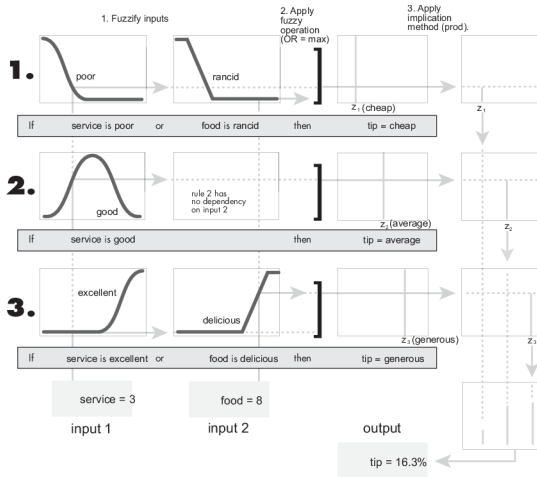 1. Fuzzify inputs
2. Apply
fuzzy
operation
(OR = max)
3. Apply
implication
method (prod).
1.
poor
rancid
z1 (cheap)
z1
If service is poor or food is rancid then tip = cheap
2.
good
rule 2 has
no dependency
on input 2
z2 (average)
z2
If service is good then tip = average
3.
excellent
delicious
z3 (generous)
z3
If service is excellent or food is delicious then tip = generous
service = 3
food = 8
input 1
input 2
output
tip = 16.3%